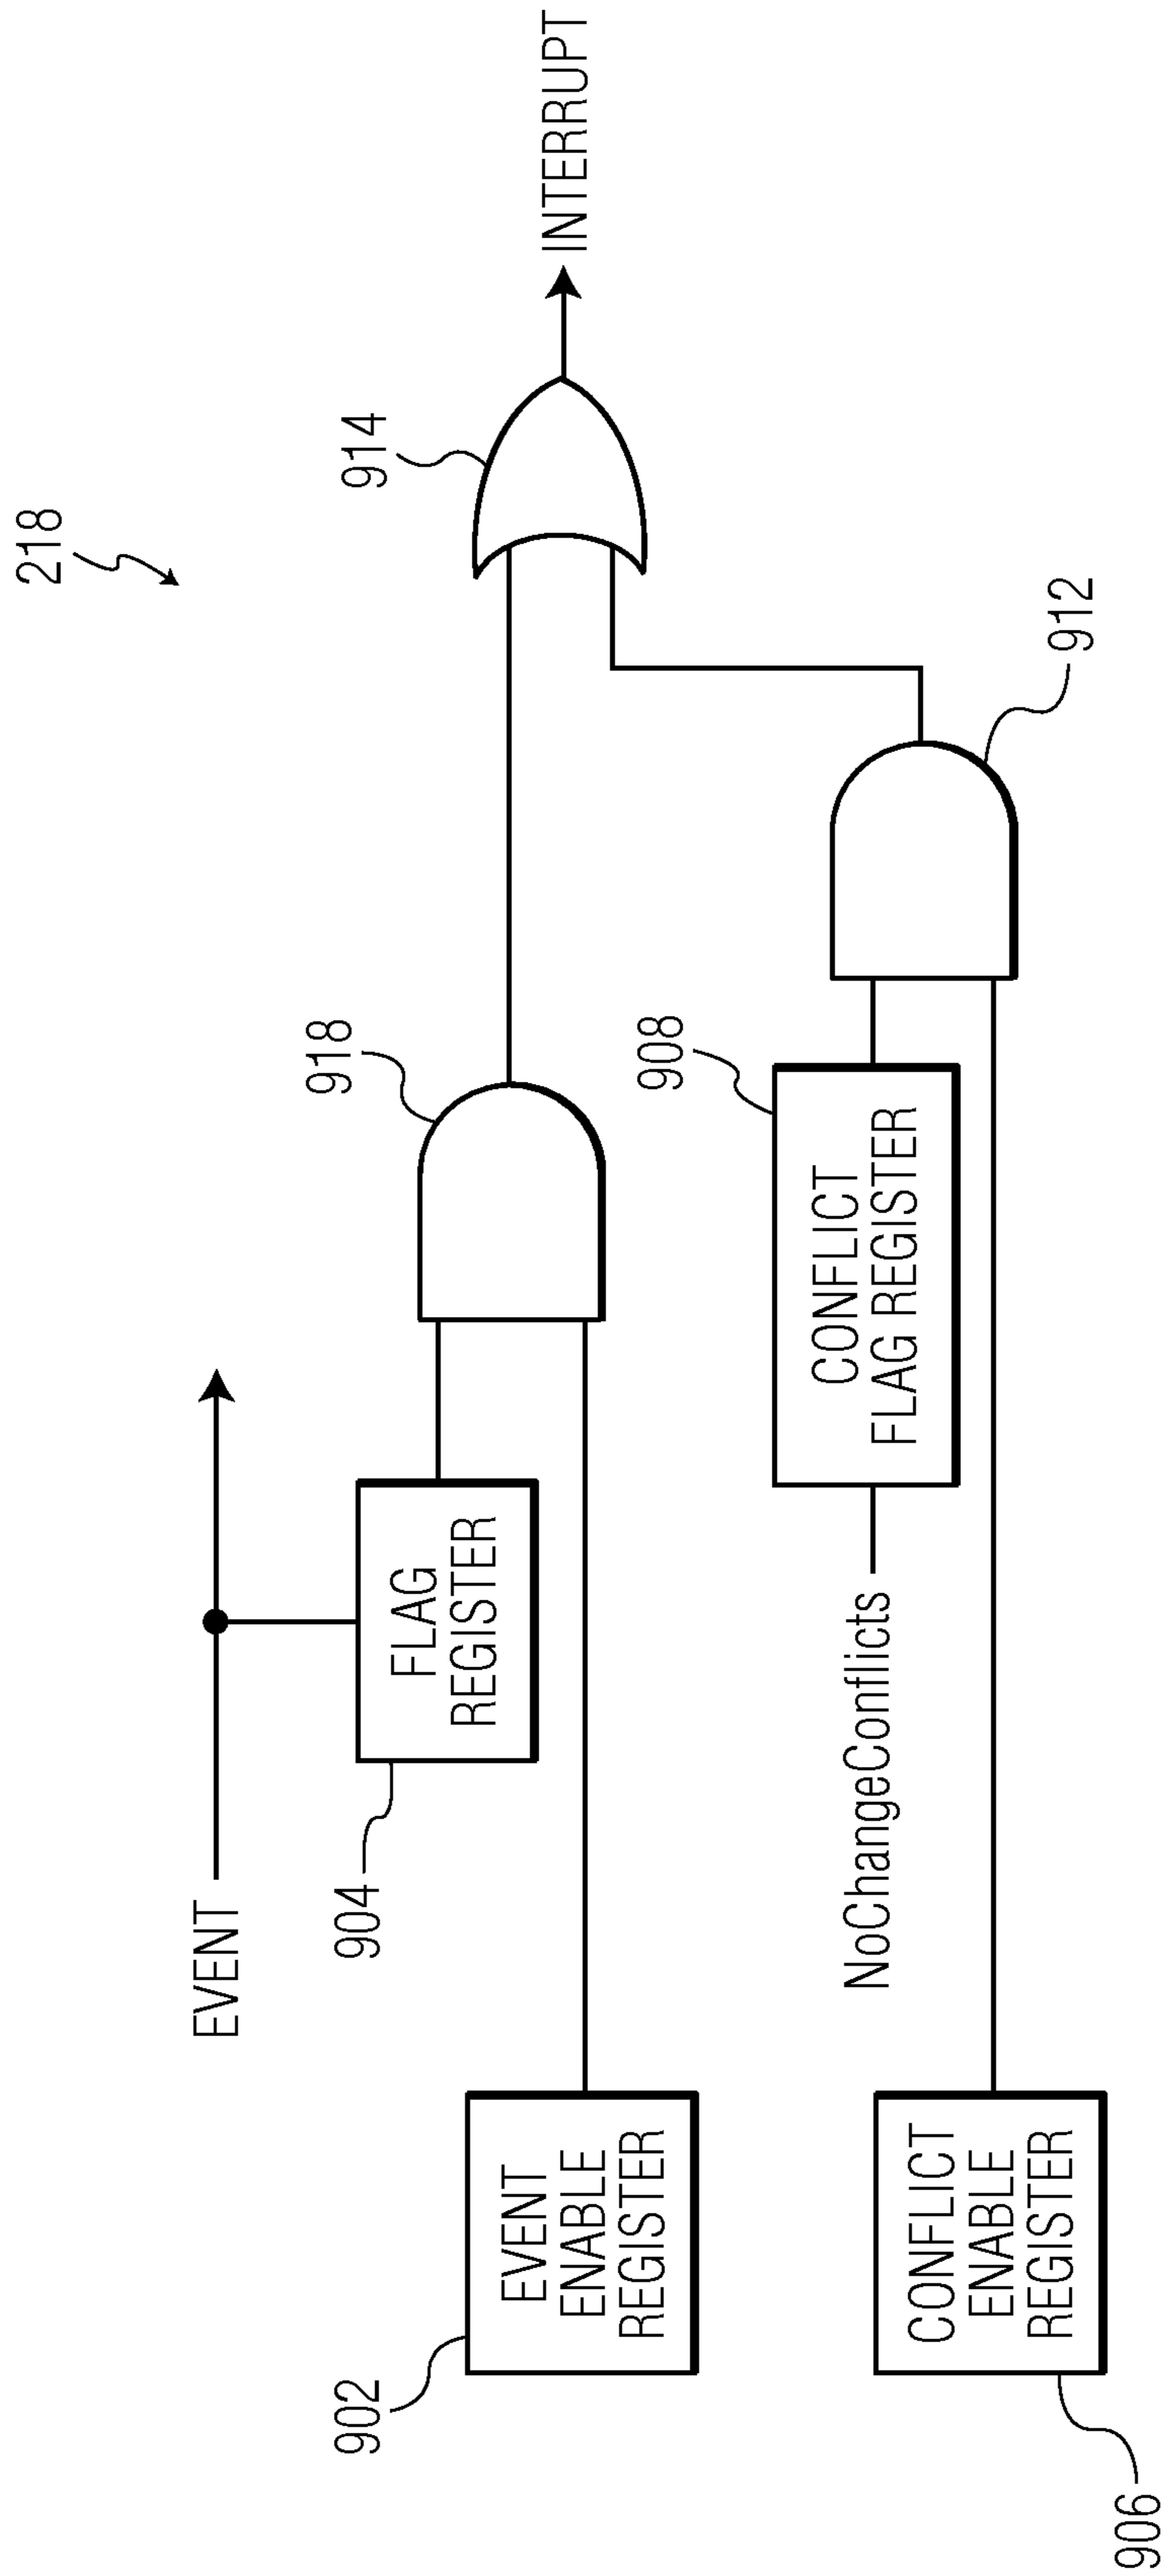 218
EVENT
904
FLAG
REGISTER
918
914
INTERRUPT
902
EVENT
ENABLE
REGISTER
908
CONFLICT
FLAG REGISTER
NoChangeConflicts
912
906
CONFLICT
ENABLE
REGISTER